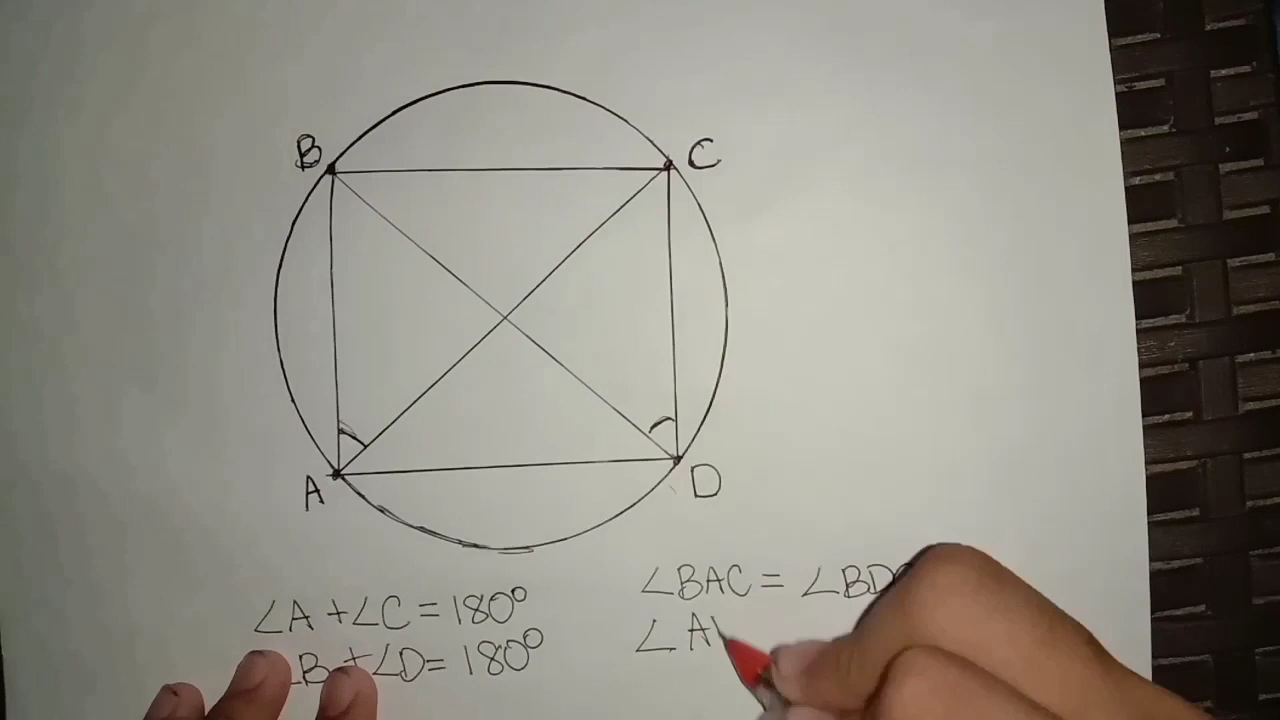 B
C
A
D
∠A + ∠C = 180°
∠B + ∠D = 180°
∠BAC = ∠BD
∠A